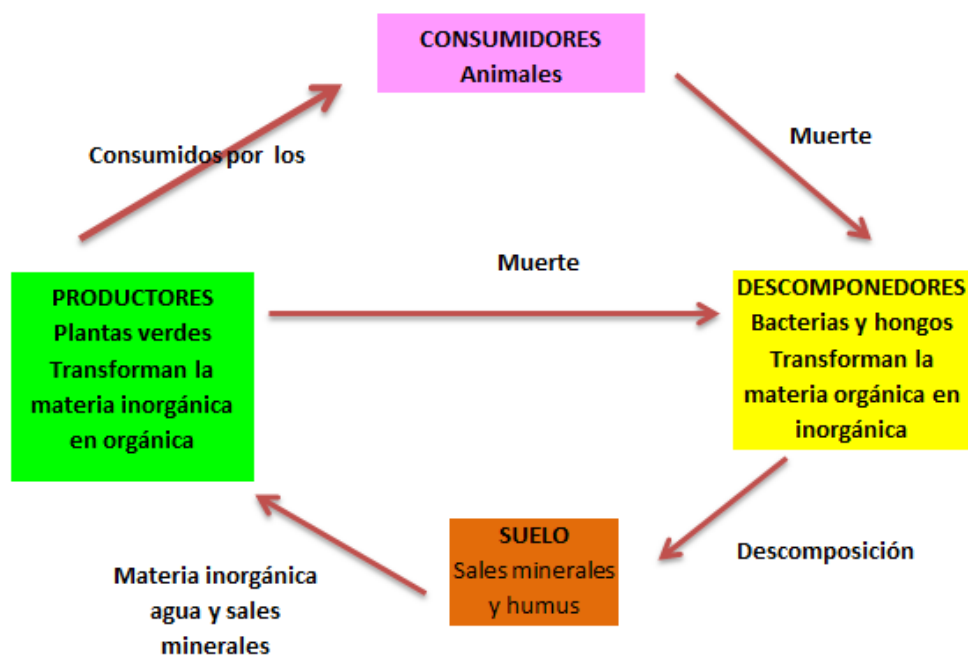 CONSUMIDORES
Animales
Muerte
Consumidos por los
Muerte
PRODUCTORES
Plantas verdes
Transforman la
materia inorgánica
en orgánica
DESCOMPONEDORES
Bacterias y hongos
Transforman la
materia orgánica en
inorgánica
SUELO
Sales minerales
y humus
Descomposición
Materia inorgánica
agua y sales
minerales